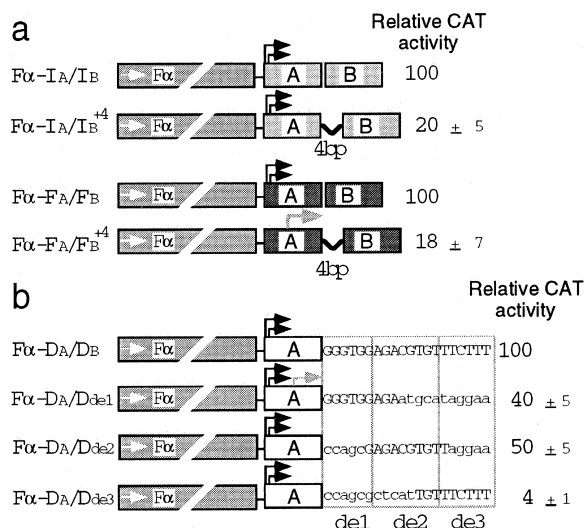 a
Relative CAT
activity
Fα-IA/IB Fα A B 100
Fα-IA/IB+4 Fα A B 20 ± 5
4bp
Fα-FA/FB Fα A B 100
Fα-FA/FB+4 Fα A B 18 ± 7
4bp
b
Relative CAT
activity
Fα-DA/DB Fα A GGGTGGAGACGTGTTTCTTT 100
Fα-DA/Dde1 Fα A GGGTGGAGAatgcataggaa 40 ± 5
Fα-DA/Dde2 Fα A ccagcGAGACGTGTTaggaa 50 ± 5
Fα-DA/Dde3 Fα A ccagcgctcatTGTTTCTTT 4 ± 1
de1 de2 de3